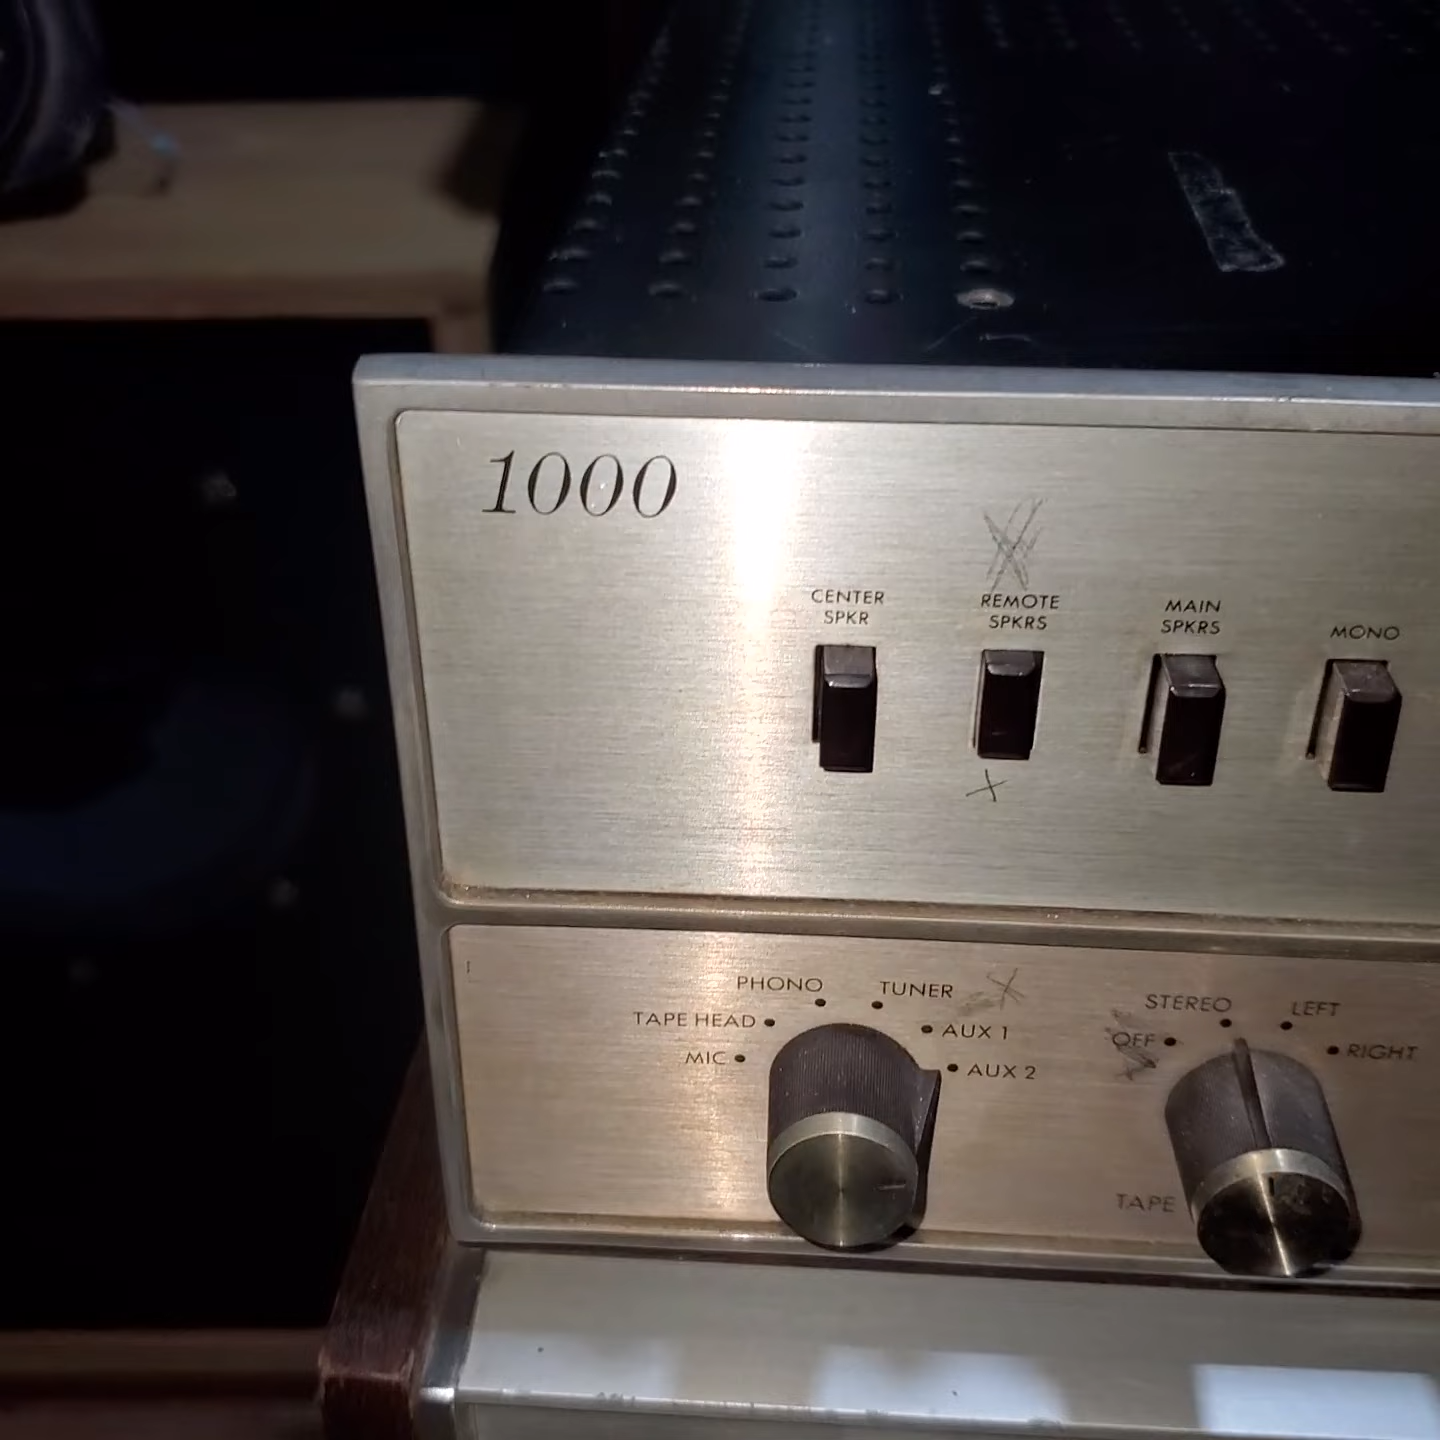 1000
CENTER
SPKR
REMOTE
SPKRS
MAIN
SPKRS
MONO
PHONO
TUNER
TAPE HEAD
AUX 1
MIC
AUX 2
STEREO
LEFT
OFF
RIGHT
TAPE